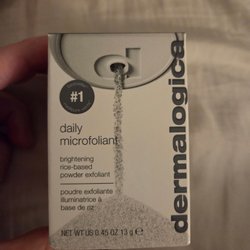 #1
daily
microfoliant
brightening
rice-based
powder exfoliant
poudre exfoliante
illuminatrice à
base de riz
NET WT US 0.45 OZ 13 g ℮
dermalogica